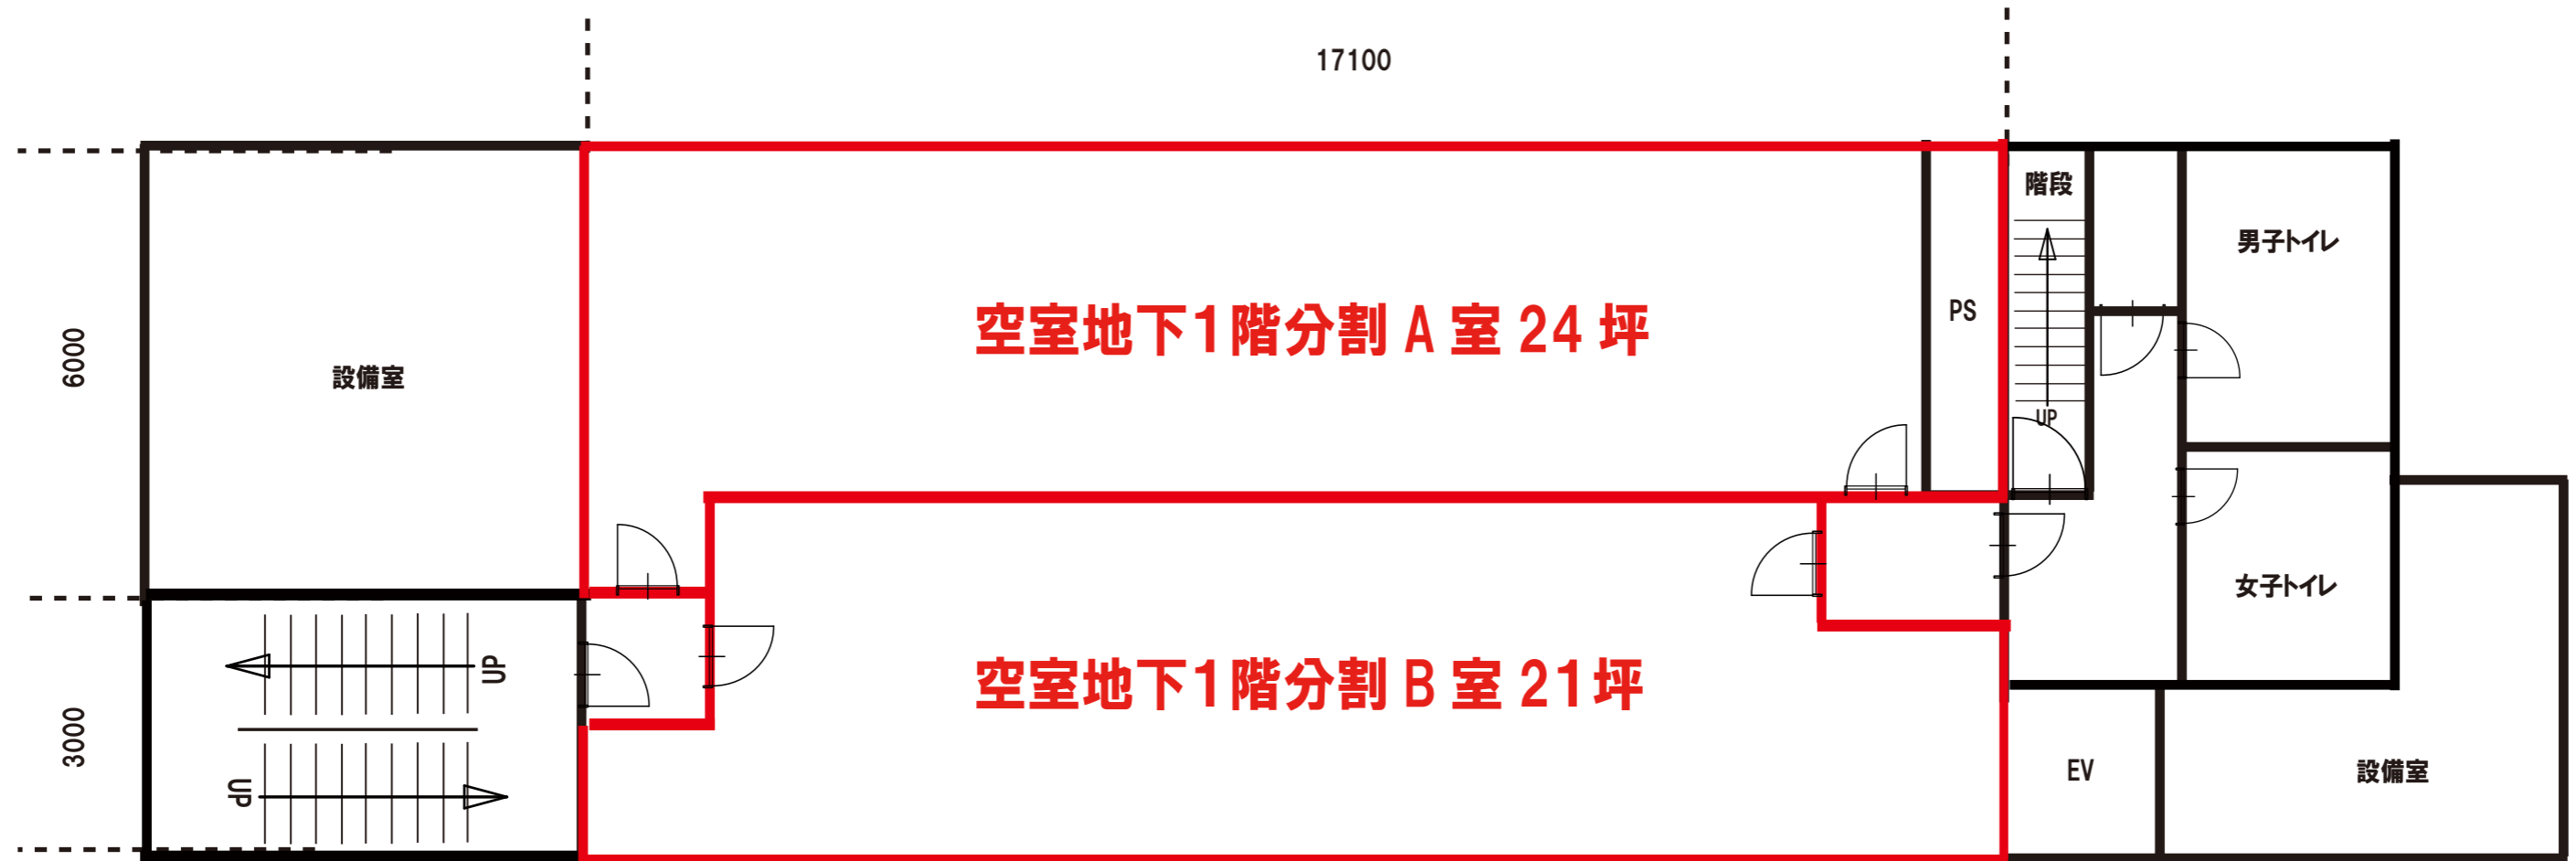 17100
階段
男子トイレ
空室地下1階分割 A 室 24 坪
PS
6000
設備室
UP
女子トイレ
UP
空室地下1階分割 B 室 21坪
3000
UP
EV
設備室